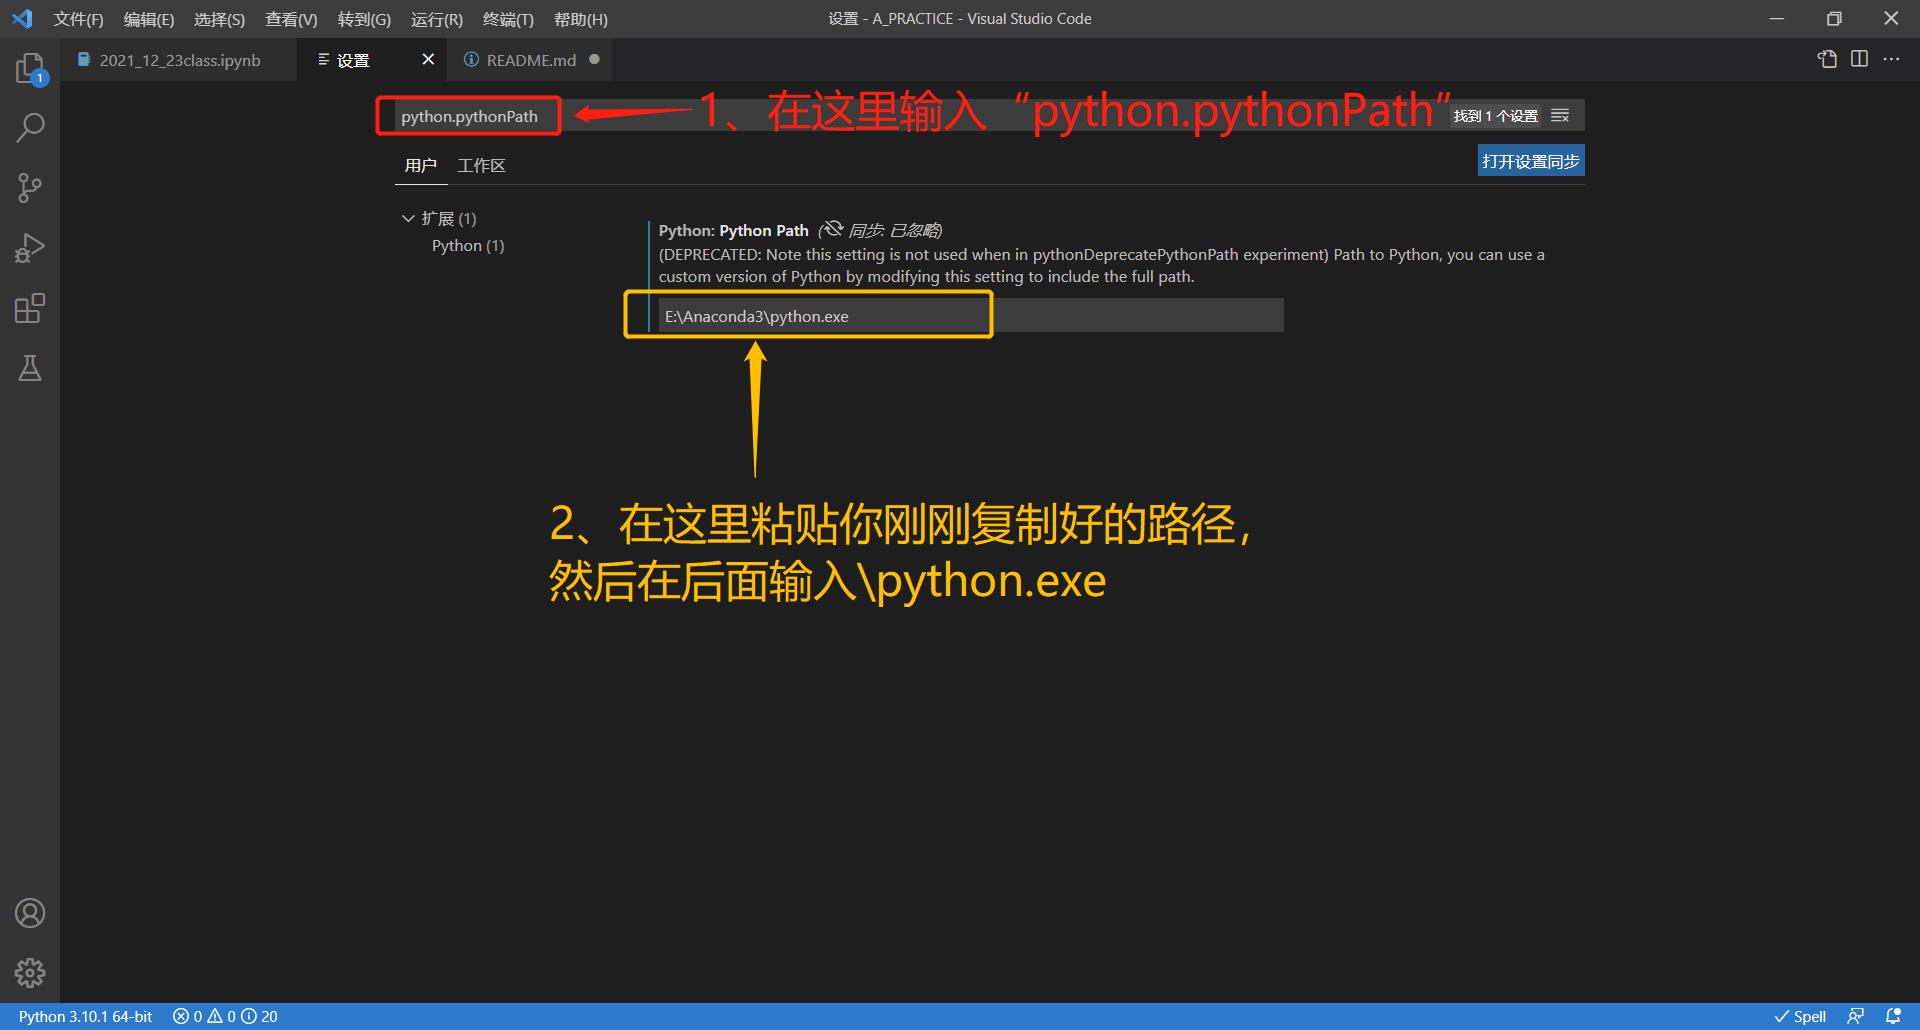 文件(F) 编辑(E) 选择(S) 查看(V) 转到(G) 运行(R) 终端(T) 帮助(H) 设置 - A_PRACTICE - Visual Studio Code
1
2021_12_23class.ipynb 设置 README.md
python.pythonPath
1、在这里输入“python.pythonPath”
找到 1 个设置
用户 工作区
打开设置同步
扩展 (1)
Python (1)
Python: Python Path (同步: 已忽略)
(DEPRECATED: Note this setting is not used when in pythonDeprecatePythonPath experiment) Path to Python, you can use a
custom version of Python by modifying this setting to include the full path.
E:\Anaconda3\python.exe
2、在这里粘贴你刚刚复制好的路径,
然后在后面输入\python.exe
Python 3.10.1 64-bit 0 0 20 Spell